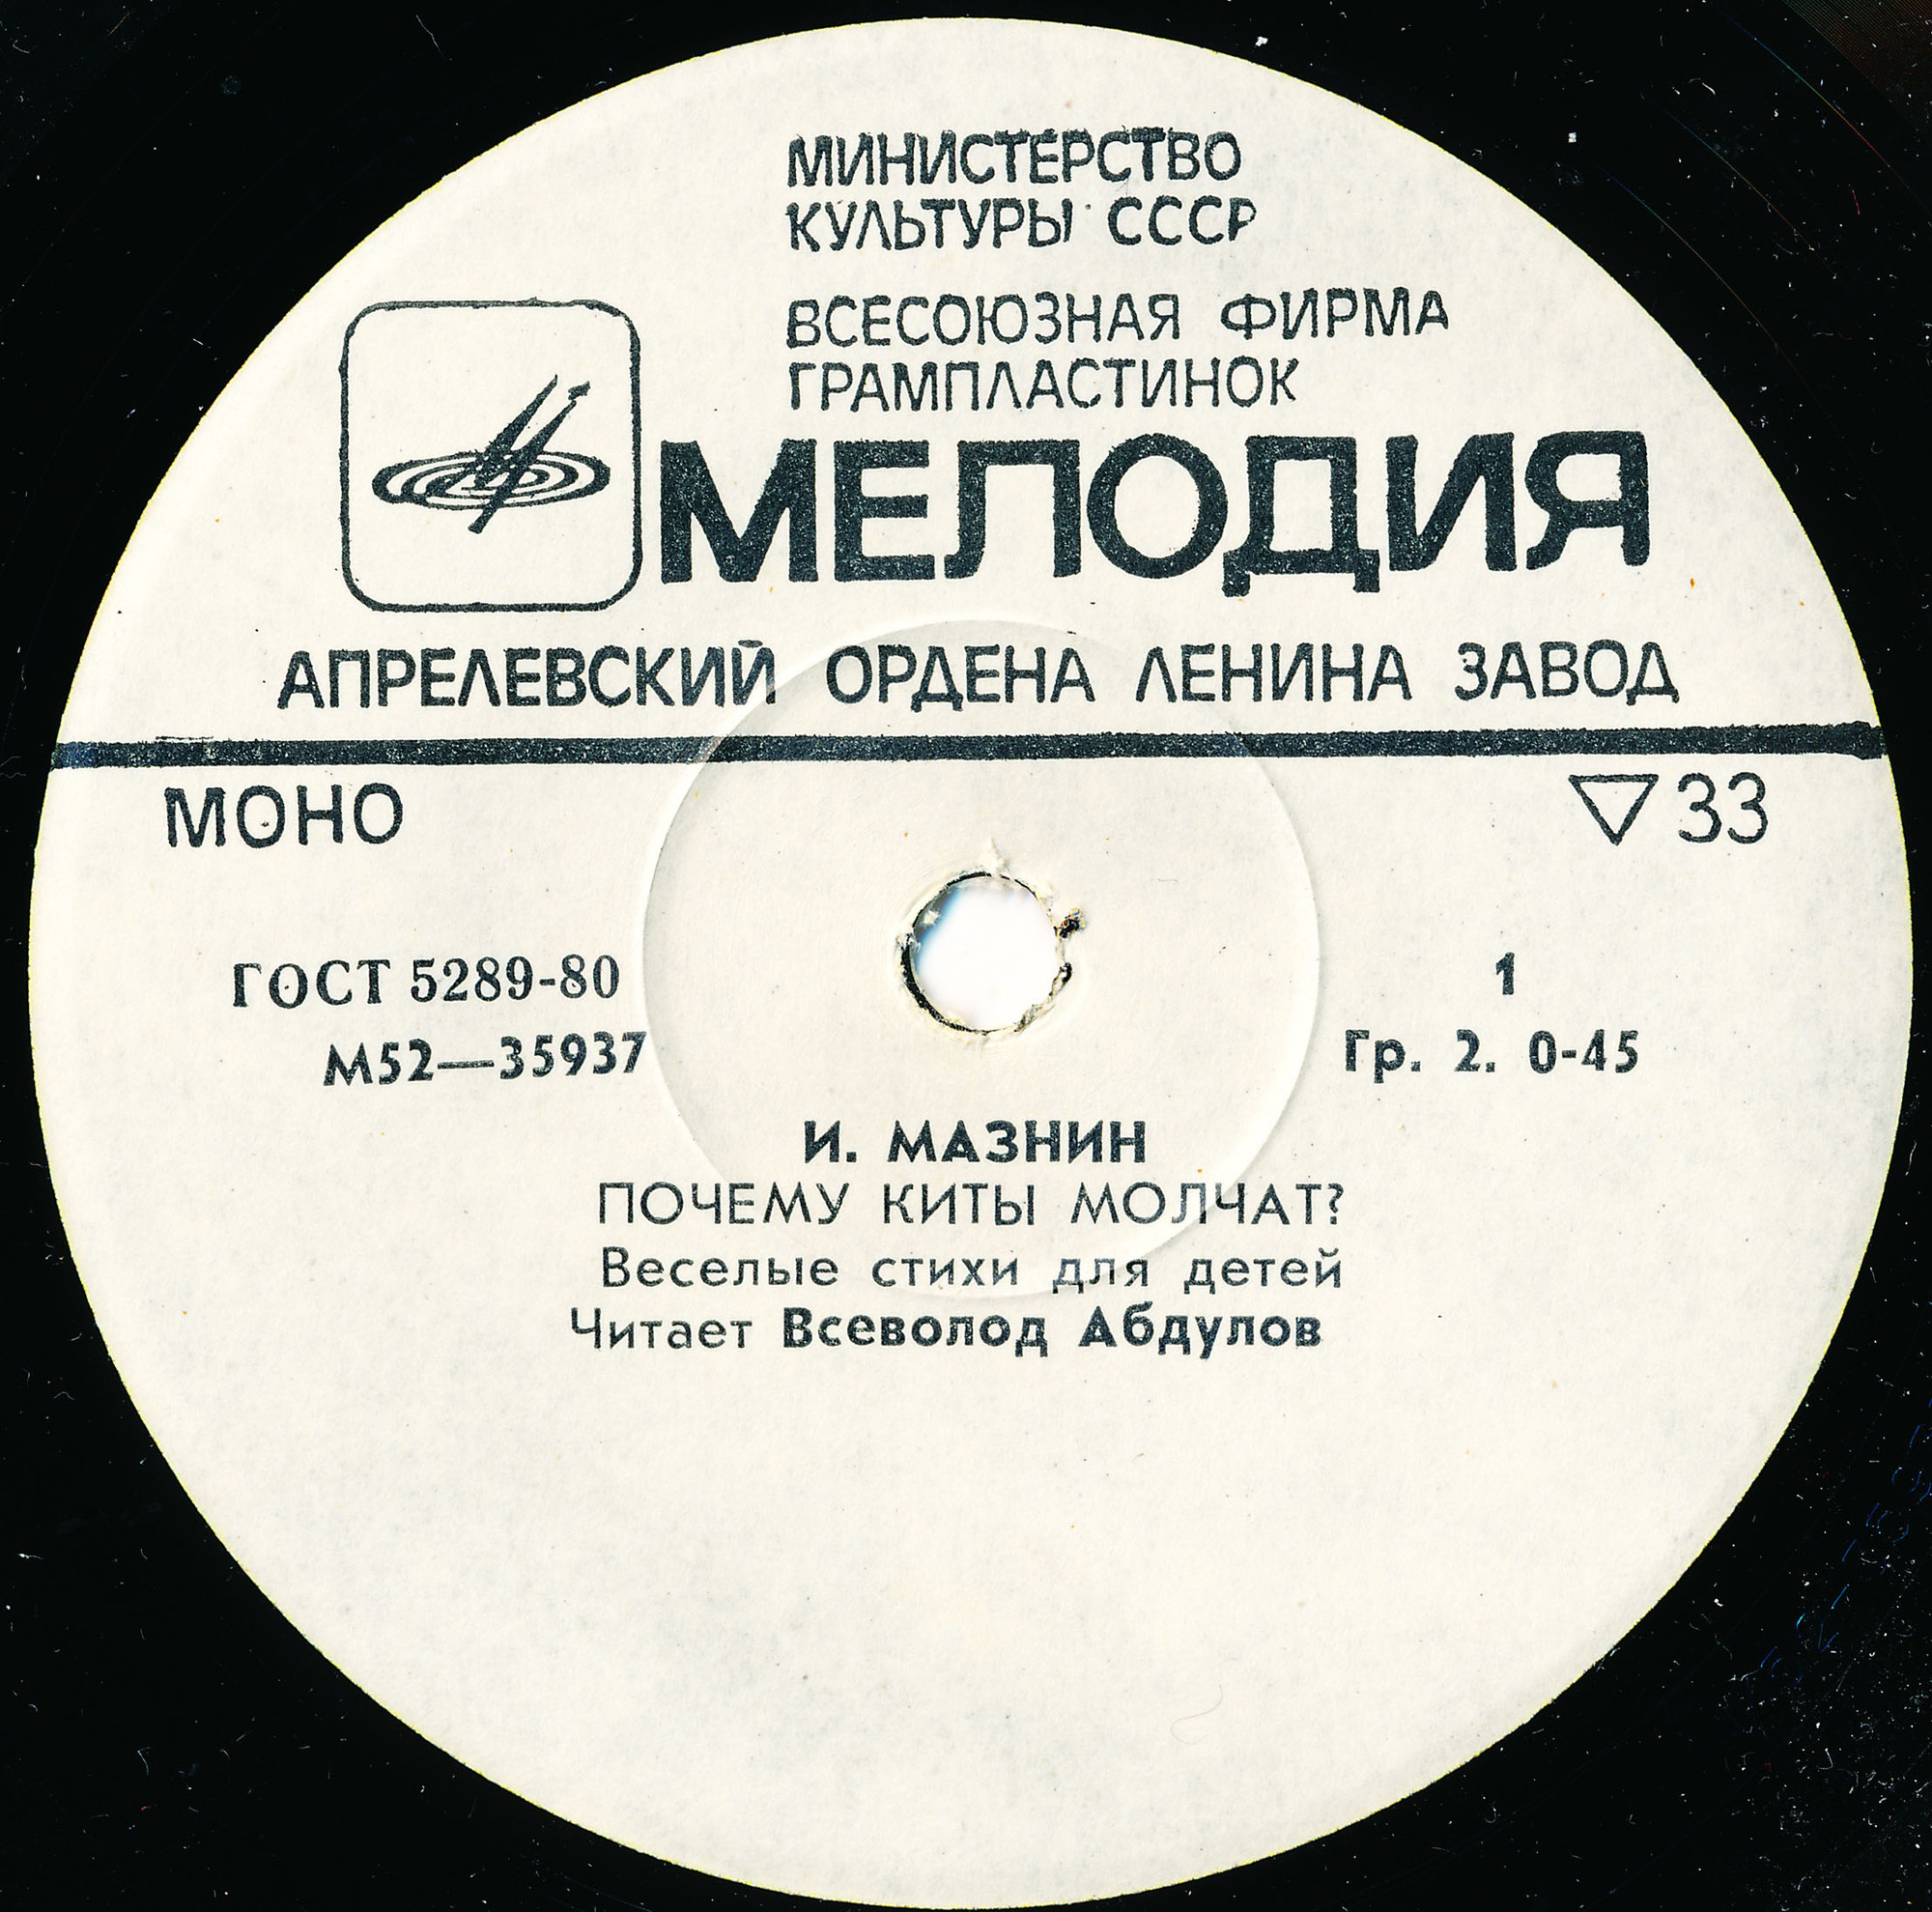 МИНИСТЕРСТВО
КУЛЬТУРЫ СССР
ВСЕСОЮЗНАЯ ФИРМА
ГРАМПЛАСТИНОК
МЕЛОДИЯ
АПРЕЛЕВСКИЙ ОРДЕНА ЛЕНИНА ЗАВОД
МОНО
▽ 33
ГОСТ 5289-80
1
М52—35937
Гр. 2. 0-45
И. МАЗНИН
ПОЧЕМУ КИТЫ МОЛЧАТ?
Веселые стихи для детей
Читает Всеволод Абдулов